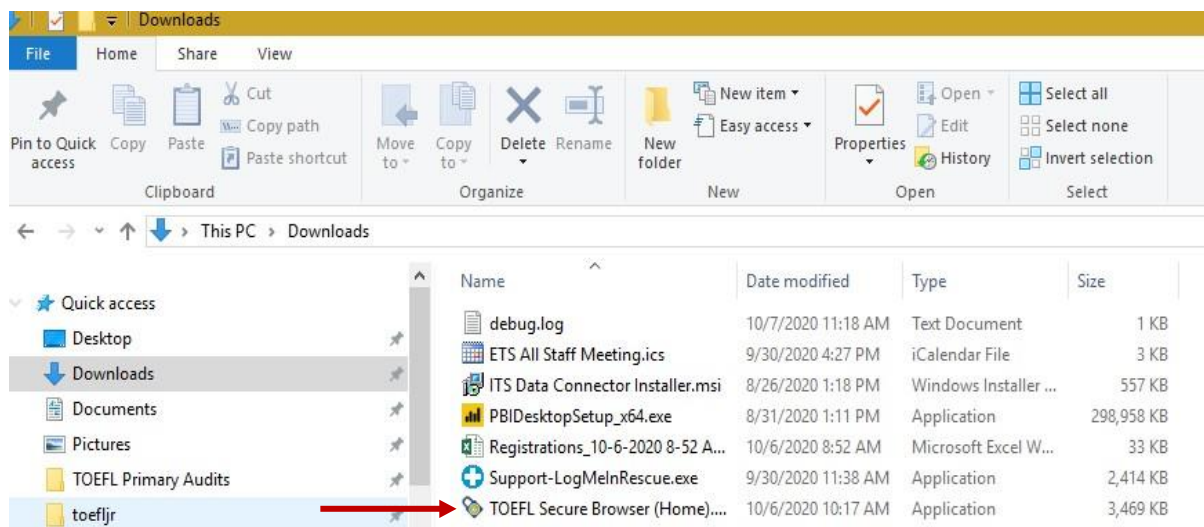 Downloads
File Home Share View
Pin to Quick access
Copy
Paste
Cut
Copy path
Paste shortcut
Clipboard
Move to
Copy to
Delete
Rename
Organize
New folder
New item
Easy access
New
Properties
Open
Edit
History
Open
Select all
Select none
Invert selection
Select
This PC > Downloads
Name Date modified Type Size
Quick access
Desktop
Downloads
Documents
Pictures
TOEFL Primary Audits
toefljr
debug.log 10/7/2020 11:18 AM Text Document 1 KB
ETS All Staff Meeting.ics 9/30/2020 4:27 PM iCalendar File 3 KB
ITS Data Connector Installer.msi 8/26/2020 1:18 PM Windows Installer ... 557 KB
PBIDesktopSetup_x64.exe 8/31/2020 1:11 PM Application 298,958 KB
Registrations_10-6-2020 8-52 A... 10/6/2020 8:52 AM Microsoft Excel W... 33 KB
Support-LogMeInRescue.exe 9/30/2020 11:38 AM Application 2,414 KB
TOEFL Secure Browser (Home).... 10/6/2020 10:17 AM Application 3,469 KB